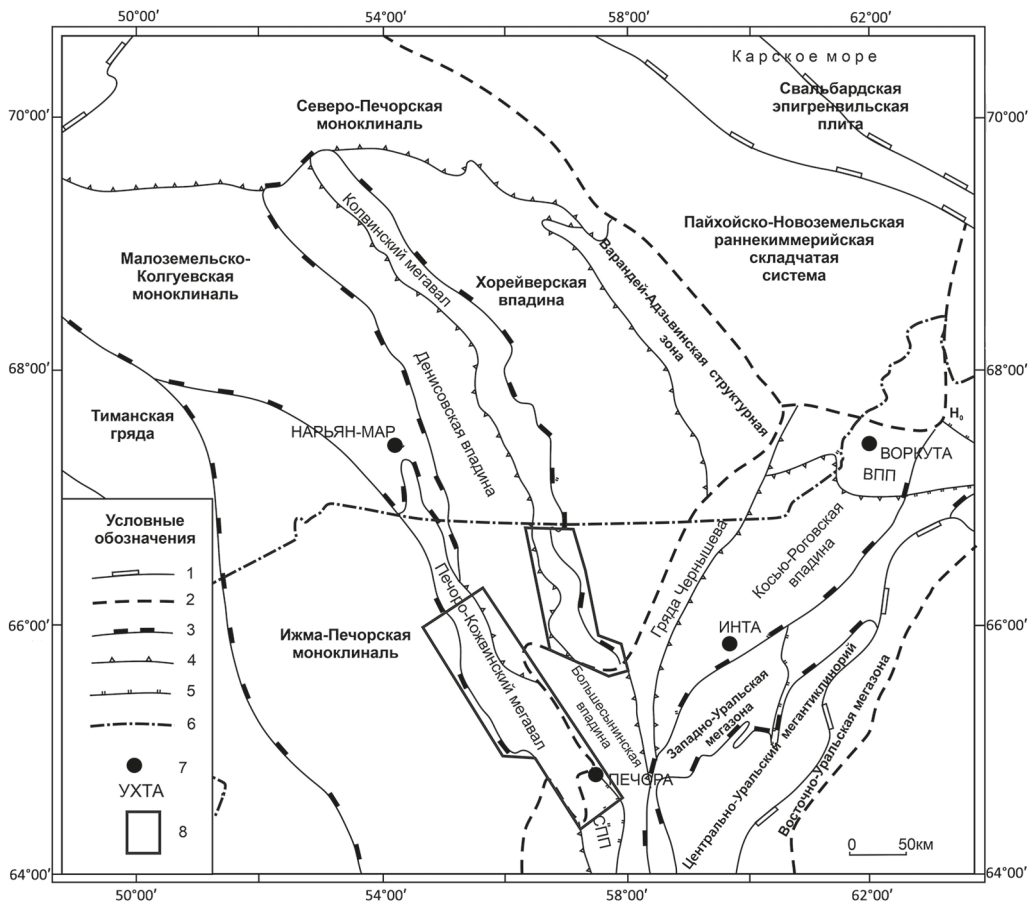 50°00′ 54°00′ 58°00′ 62°00′
Карское море
Свальбардская
эпигренвильская
плита
Северо-Печорская
моноклиналь
70°00′ 70°00′
Пайхойско-Новоземельская
раннекиммерийская
складчатая
система
Колвинский мегавал
Варандей-Адзьвинская структурная
зона
Малоземельско-
Колгуевская
моноклиналь
Хорейверская
впадина
68°00′ 68°00′
Денисовская впадина
Тиманская
гряда
НАРЬЯН-МАР
Н₀
ВОРКУТА
ВПП
Условные
обозначения
1
2
3
4
5
6
7
УХТА
8
Косью-Роговская
впадина
Гряда Чернышева
Печоро-Кожвинский мегавал
66°00′ 66°00′
ИНТА
Ижма-Печорская
моноклиналь
Большесынинская
впадина
Западно-Уральская
мегазона
Центрально-Уральский мегантиклинорий
Восточно-Уральская мегазона
ПЕЧОРА
СПП
0 50км
64°00′ 64°00′
50°00′ 54°00′ 58°00′ 62°00′